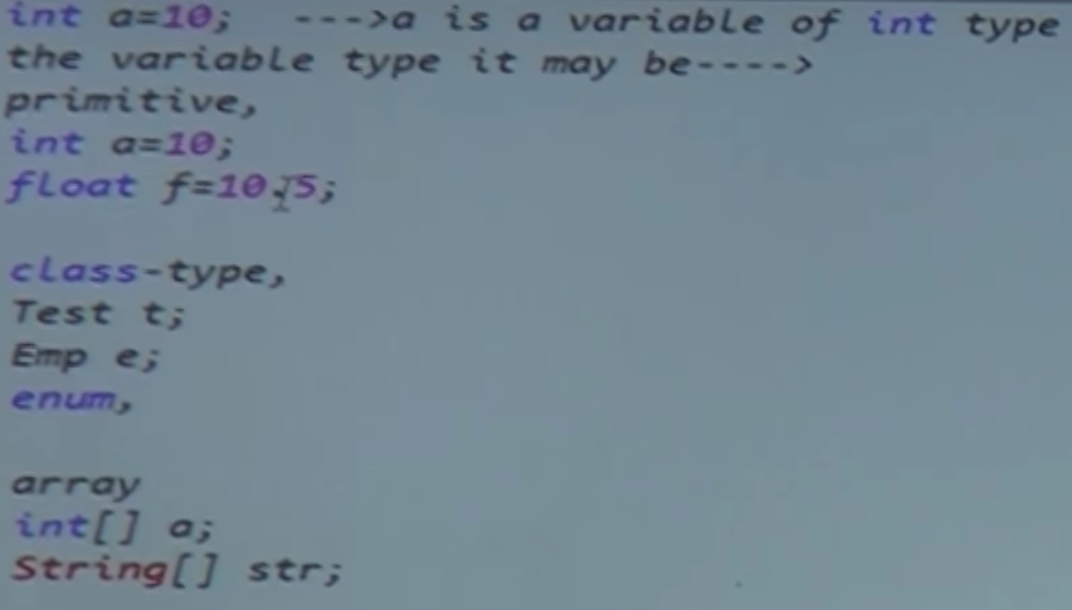 int a=10;   --->a is a variable of int type
the variable type it may be---->
primitive,
int a=10;
float f=10.5;
class-type,
Test t;
Emp e;
enum,
array
int[] a;
String[] str;